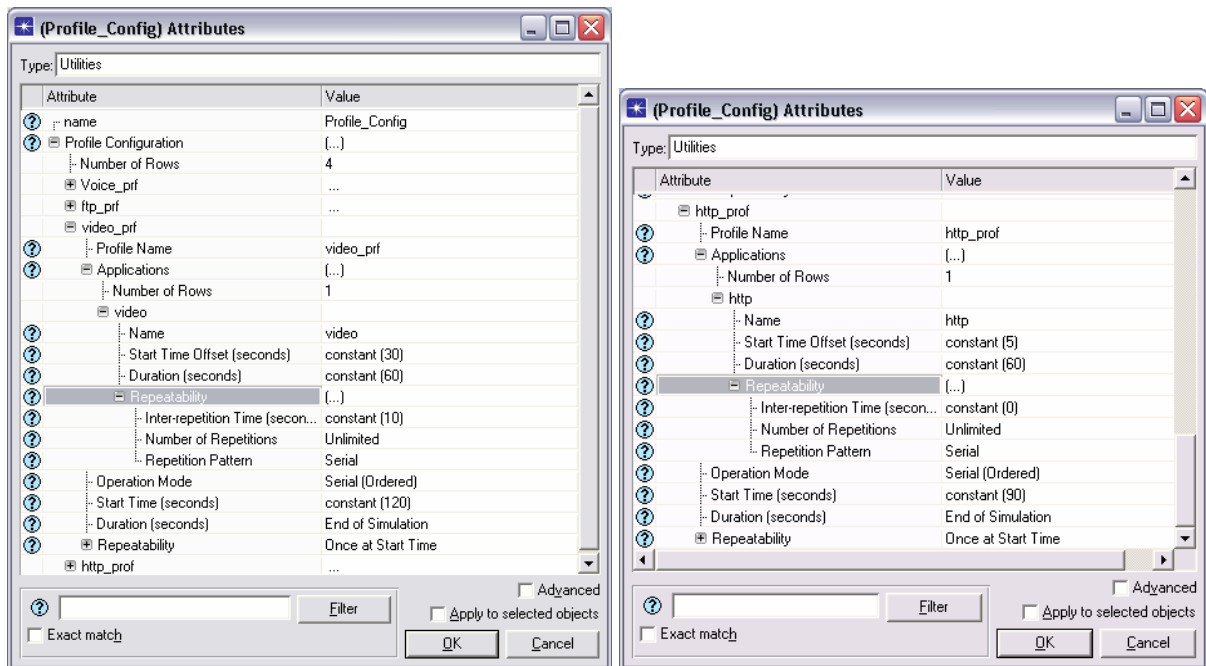 (Profile_Config) Attributes
Type: Utilities
Attribute Value
name Profile_Config
Profile Configuration (...)
Number of Rows 4
Voice_prf ...
ftp_prf ...
video_prf
Profile Name video_prf
Applications (...)
Number of Rows 1
video
Name video
Start Time Offset (seconds) constant (30)
Duration (seconds) constant (60)
Repeatability (...)
Inter-repetition Time (secon... constant (10)
Number of Repetitions Unlimited
Repetition Pattern Serial
Operation Mode Serial (Ordered)
Start Time (seconds) constant (120)
Duration (seconds) End of Simulation
Repeatability Once at Start Time
http_prof ...
Advanced
Filter
Apply to selected objects
Exact match
OK Cancel
(Profile_Config) Attributes
Type: Utilities
Attribute Value
http_prof
Profile Name http_prof
Applications (...)
Number of Rows 1
http
Name http
Start Time Offset (seconds) constant (5)
Duration (seconds) constant (60)
Repeatability (...)
Inter-repetition Time (secon... constant (0)
Number of Repetitions Unlimited
Repetition Pattern Serial
Operation Mode Serial (Ordered)
Start Time (seconds) constant (90)
Duration (seconds) End of Simulation
Repeatability Once at Start Time
Advanced
Filter
Apply to selected objects
Exact match
OK Cancel